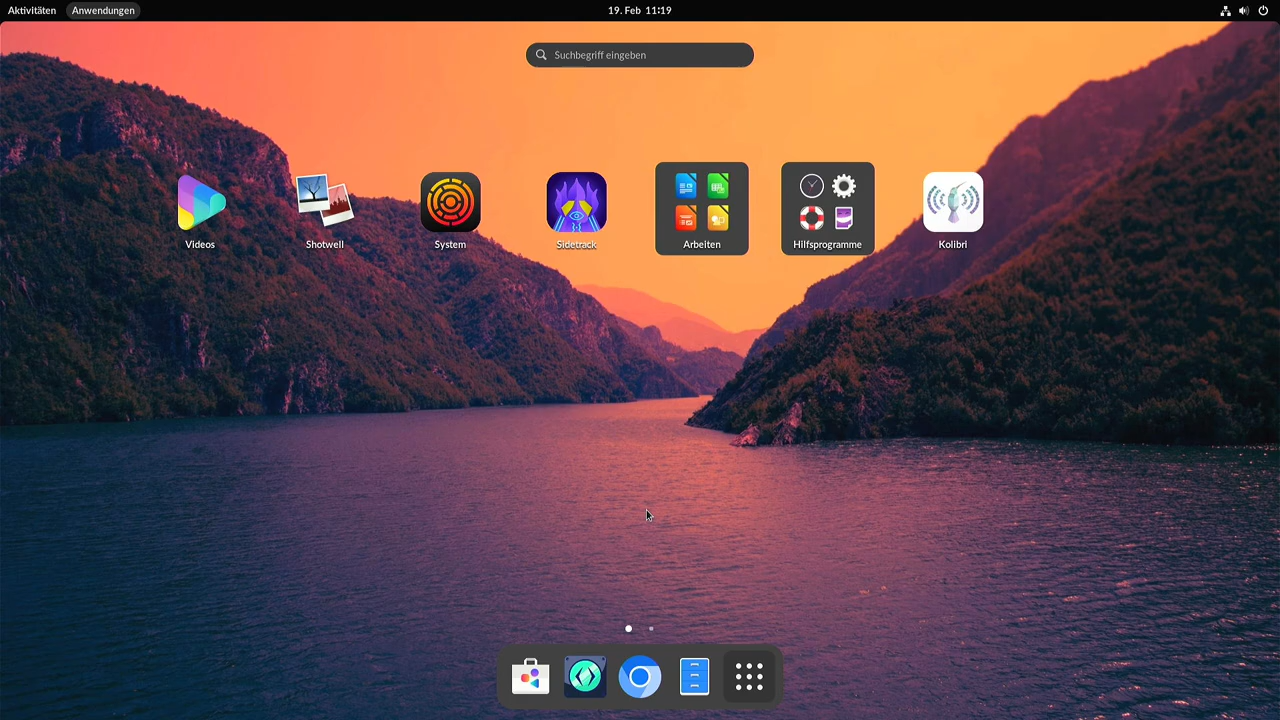 Aktivitäten
Anwendungen
19. Feb 11:19
Suchbegriff eingeben
Videos
Shotwell
System
Sidetrack
Arbeiten
Hilfsprogramme
Kolibri